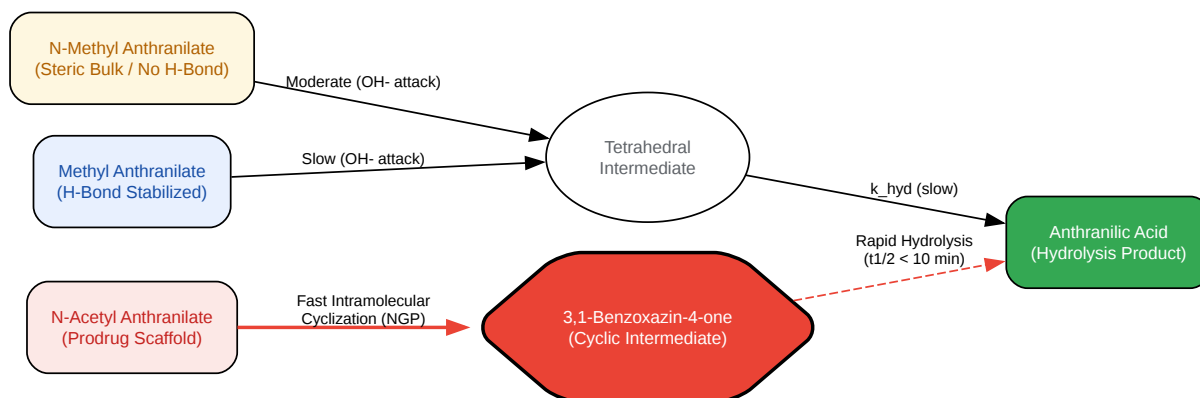 N-Methyl Anthranilate
(Steric Bulk / No H-Bond)
Moderate (OH- attack)
Methyl Anthranilate
(H-Bond Stabilized)
Slow (OH- attack)
Tetrahedral
Intermediate
k_hyd (slow)
Anthranilic Acid
(Hydrolysis Product)
N-Acetyl Anthranilate
(Prodrug Scaffold)
Fast Intramolecular
Cyclization (NGP)
3,1-Benzoxazin-4-one
(Cyclic Intermediate)
Rapid Hydrolysis
(t1/2 < 10 min)